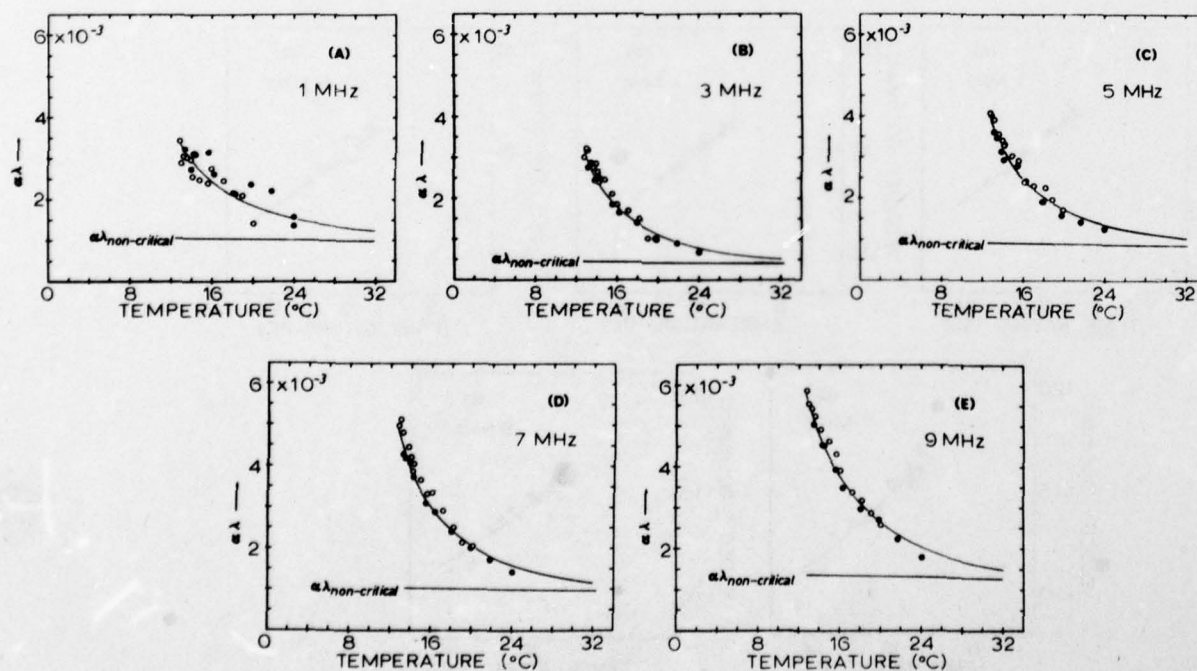 6×10⁻³
(A)
1 MHz
4
αλ
2
αλnon-critical
0 8 16 24 32
TEMPERATURE (°C)
6×10⁻³
(B)
3 MHz
4
αλ
2
αλnon-critical
0 8 16 24 32
TEMPERATURE (°C)
6×10⁻³
(C)
5 MHz
4
αλ
2
αλnon-critical
0 8 16 24 32
TEMPERATURE (°C)
6×10⁻³
(D)
7 MHz
4
αλ
2
αλnon-critical
0 8 16 24 32
TEMPERATURE (°C)
6×10⁻³
(E)
9 MHz
4
αλ
2
αλnon-critical
0 8 16 24 32
TEMPERATURE (°C)